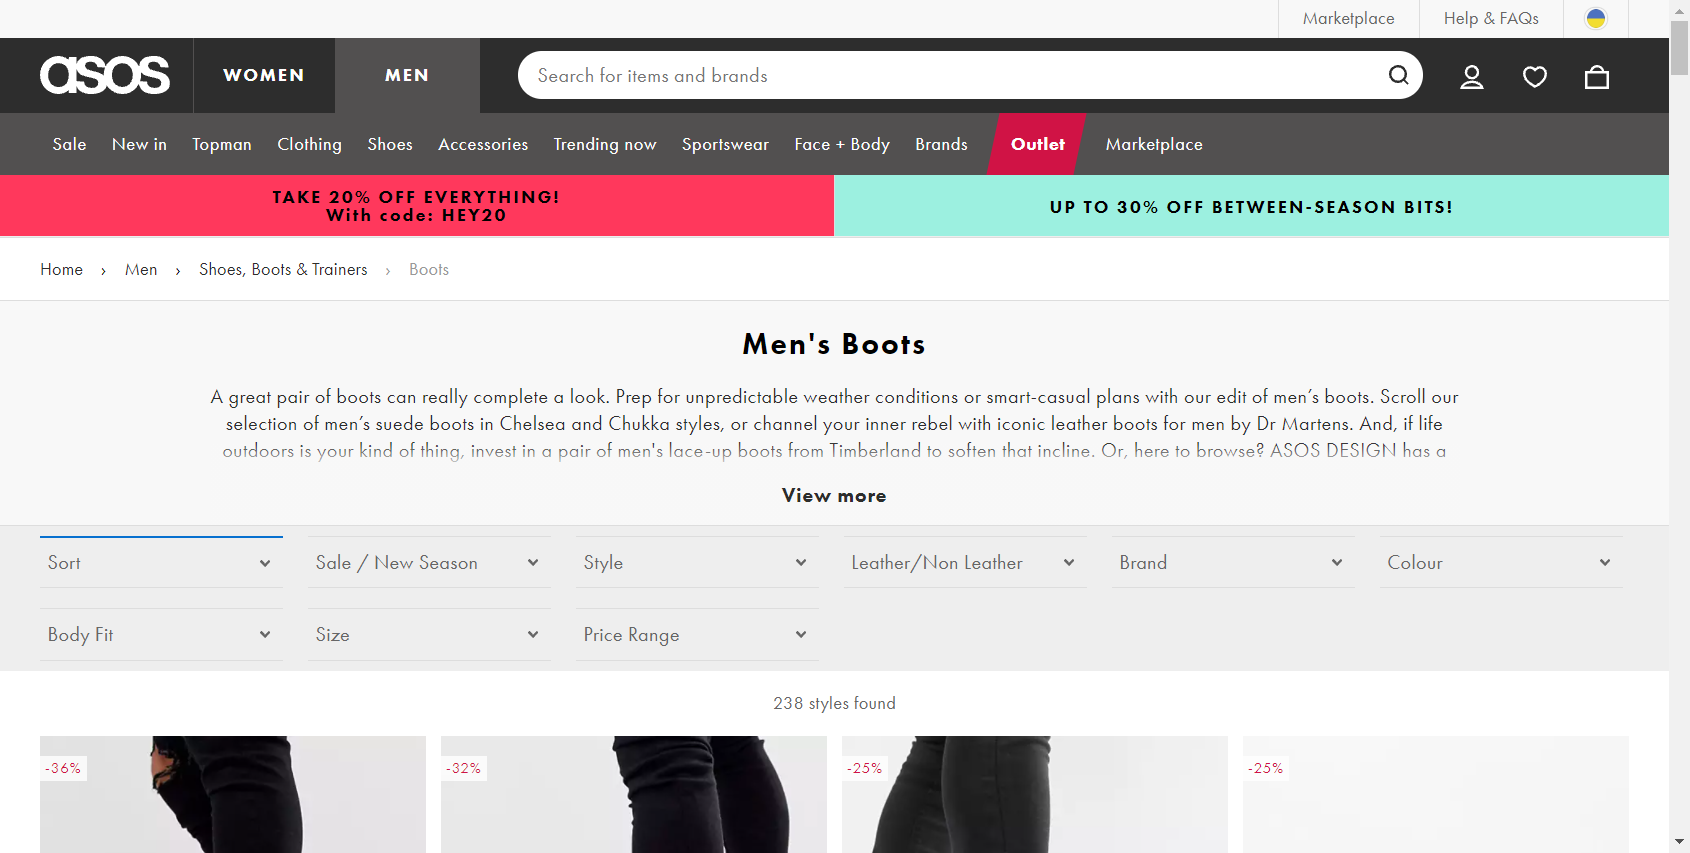 Marketplace
Help & FAQs
asos
WOMEN
MEN
Search for items and brands
Sale
New in
Topman
Clothing
Shoes
Accessories
Trending now
Sportswear
Face + Body
Brands
Outlet
Marketplace
TAKE 20% OFF EVERYTHING!
With code: HEY20
UP TO 30% OFF BETWEEN-SEASON BITS!
Home › Men › Shoes, Boots & Trainers › Boots
Men's Boots
A great pair of boots can really complete a look. Prep for unpredictable weather conditions or smart-casual plans with our edit of men’s boots. Scroll our
selection of men’s suede boots in Chelsea and Chukka styles, or channel your inner rebel with iconic leather boots for men by Dr Martens. And, if life
outdoors is your kind of thing, invest in a pair of men's lace-up boots from Timberland to soften that incline. Or, here to browse? ASOS DESIGN has a
View more
Sort
Sale / New Season
Style
Leather/Non Leather
Brand
Colour
Body Fit
Size
Price Range
238 styles found
-36%
-32%
-25%
-25%